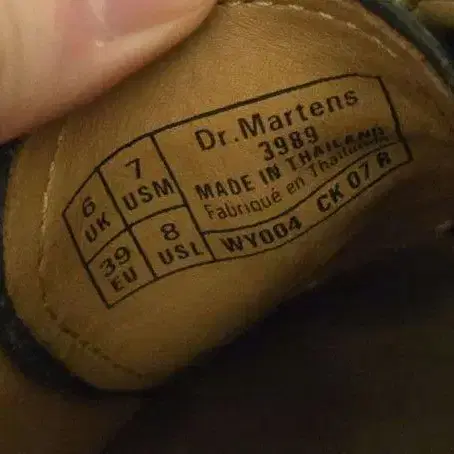 6 UK
7 USM
39 EU
8 USL
Dr.Martens
3989
MADE IN THAILAND
Fabriqué en Thaïlande
WY004 CK 07 R